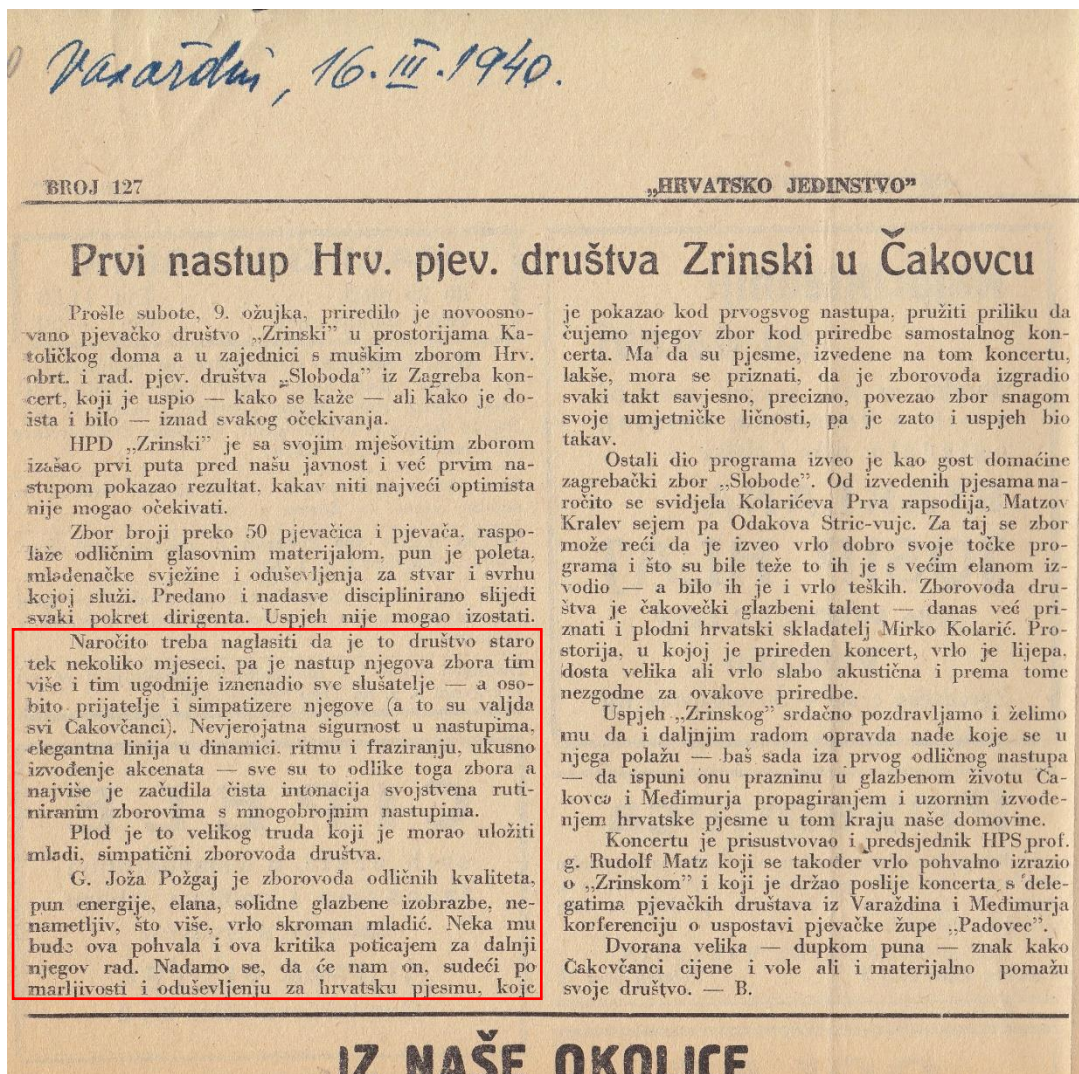 Varaždin, 16. III. 1940.
BROJ 127
„HRVATSKO JEDINSTVO”
Prvi nastup Hrv. pjev. društva Zrinski u Čakovcu
Prošle subote, 9. ožujka, priredilo je novoosno-
vano pjevačko društvo „Zrinski” u prostorijama Ka-
toličkog doma a u zajednici s muškim zborom Hrv.
obrt. i rad. pjev. društva „Sloboda” iz Zagreba kon-
cert, koji je uspio — kako se kaže — ali kako je do-
ista i bilo — iznad svakog očekivanja.
HPD „Zrinski” je sa svojim mješovitim zborom
izašao prvi puta pred našu javnost i već prvim na-
stupom pokazao rezultat, kakav niti najveći optimista
nije mogao očekivati.
Zbor broji preko 50 pjevačica i pjevača, raspo-
laže odličnim glasovnim materijalom, pun je poleta,
mladenačke svježine i oduševljenja za stvar i svrhu
kojoj služi. Predano i nadasve disciplinirano slijedi
svaki pokret dirigenta. Uspjeh nije mogao izostati.
Naročito treba naglasiti da je to društvo staro
tek nekoliko mjeseci, pa je nastup njegova zbora tim
više i tim ugodnije iznenadio sve slušatelje — a oso-
bito prijatelje i simpatizere njegove (a to su valjda
svi Čakovčanci). Nevjerojatna sigurnost u nastupima,
elegantna linija u dinamici, ritmu i fraziranju, ukusno
izvođenje akcenata — sve su to odlike toga zbora a
najviše je začudila čista intonacija svojstvena ruti-
niranim zborovima s mnogobrojnim nastupima.
Plod je to velikog truda koji je morao uložiti
mladi, simpatični zborovođa društva.
G. Joža Požgaj je zborovođa odličnih kvaliteta,
pun energije, elana, solidne glazbene izobrazbe, ne-
nametljiv, što više, vrlo skroman mladić. Neka mu
bude ova pohvala i ova kritika poticajem za dalnji
njegov rad. Nadamo se, da će nam on, sudeći po
marljivosti i oduševljenju za hrvatsku pjesmu, koje
je pokazao kod prvogsvog nastupa, pružiti priliku da
čujemo njegov zbor kod priredbe samostalnog kon-
certa. Ma da su pjesme, izvedene na tom koncertu,
lakše, mora se priznati, da je zborovođa izgradio
svaki takt savjesno, precizno, povezao zbor snagom
svoje umjetničke ličnosti, pa je zato i uspjeh bio
takav.
Ostali dio programa izveo je kao gost domaćine
zagrebački zbor „Slobode”. Od izvedenih pjesama na-
ročito se svidjela Kolarićeva Prva rapsodija, Matzov
Kralev sejem pa Odakova Stric-vujc. Za taj se zbor
može reći da je izveo vrlo dobro svoje točke pro-
grama i što su bile teže to ih je s većim elanom iz-
vodio — a bilo ih je i vrlo teških. Zborovođa dru-
štva je čakovečki glazbeni talent — danas već pri-
znati i plodni hrvatski skladatelj Mirko Kolarić. Pro-
storija, u kojoj je priređen koncert, vrlo je lijepa,
dosta velika ali vrlo slabo akustična i prema tome
nezgodne za ovakove priredbe.
Uspjeh „Zrinskog” srdačno pozdravljamo i želimo
mu da i daljnjim radom opravda nade koje se u
njega polažu — baš sada iza prvog odličnog nastupa
— da ispuni onu prazninu u glazbenom životu Ča-
kovca i Međimurja propagiranjem i uzornim izvođe-
njem hrvatske pjesme u tom kraju naše domovine.
Koncertu je prisustvovao i predsjednik HPS prof.
g. Rudolf Matz koji se također vrlo pohvalno izrazio
o „Zrinskom” i koji je držao poslije koncerta s dele-
gatima pjevačkih društava iz Varaždina i Međimurja
konferenciju o uspostavi pjevačke župe „Padovec”.
Dvorana velika — dupkom puna — znak kako
Čakovčanci cijene i vole ali i materijalno pomažu
svoje društvo. — B.
IZ NAŠE OKOLICE